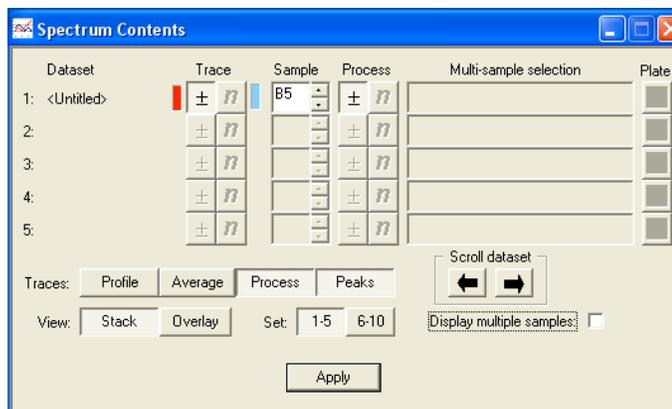 Spectrum Contents
Dataset Trace Sample Process Multi-sample selection Plate
1: <Untitled> ± n B5 ± n
2: ± n ± n
3: ± n ± n
4: ± n ± n
5: ± n ± n
Scroll dataset
Traces: Profile Average Process Peaks
View: Stack Overlay Set: 1-5 6-10 Display multiple samples:
Apply